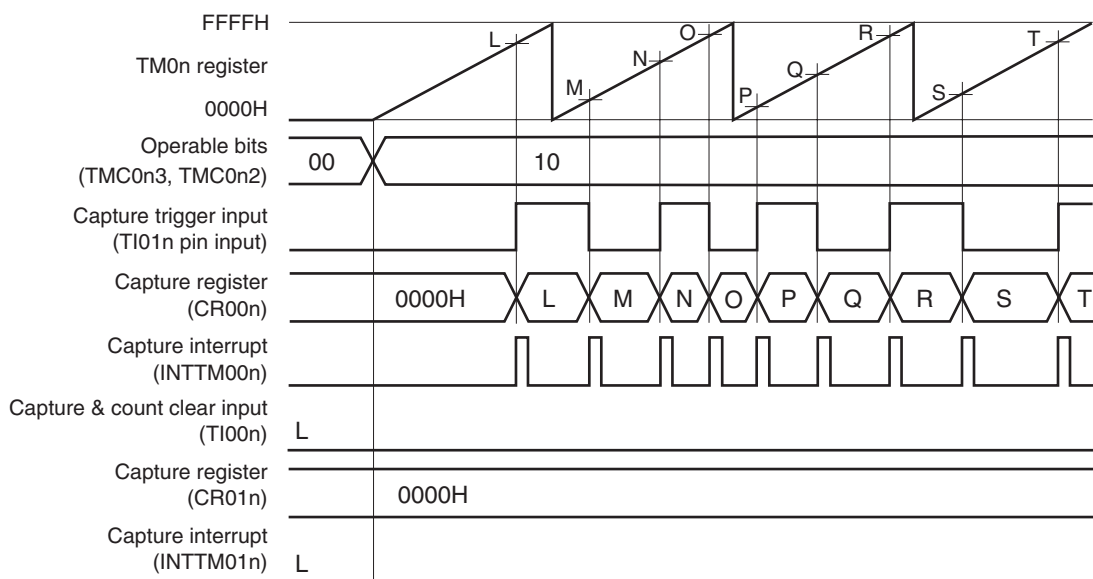 FFFFH
TM0n register
0000H
L
M
N
O
P
Q
R
S
T
Operable bits
(TMC0n3, TMC0n2)
00
10
Capture trigger input
(TI01n pin input)
Capture register
(CR00n)
0000H
L
M
N
O
P
Q
R
S
T
Capture interrupt
(INTTM00n)
Capture & count clear input
(TI00n)
L
Capture register
(CR01n)
0000H
Capture interrupt
(INTTM01n)
L